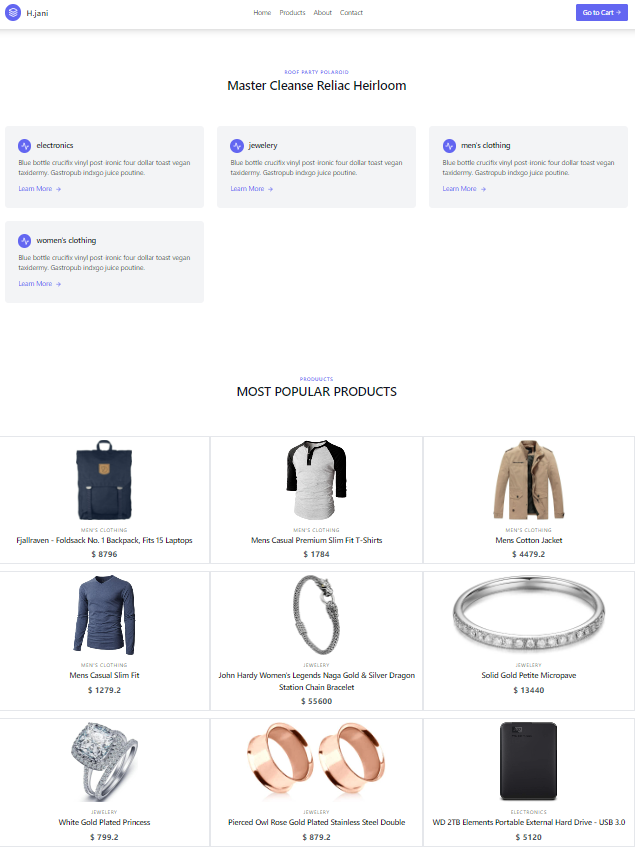 H.jani
Home Products About Contact
Go to Cart →
ROOF PARTY POLAROID
Master Cleanse Reliac Heirloom
electronics
Blue bottle crucifix vinyl post-ironic four dollar toast vegan
taxidermy. Gastropub indxgo juice poutine.
Learn More →
jewelery
Blue bottle crucifix vinyl post-ironic four dollar toast vegan
taxidermy. Gastropub indxgo juice poutine.
Learn More →
men's clothing
Blue bottle crucifix vinyl post-ironic four dollar toast vegan
taxidermy. Gastropub indxgo juice poutine.
Learn More →
women's clothing
Blue bottle crucifix vinyl post-ironic four dollar toast vegan
taxidermy. Gastropub indxgo juice poutine.
Learn More →
PRODUUCTS
MOST POPULAR PRODUCTS
MEN'S CLOTHING
Fjallraven - Foldsack No. 1 Backpack, Fits 15 Laptops
$ 8796
MEN'S CLOTHING
Mens Casual Premium Slim Fit T-Shirts
$ 1784
MEN'S CLOTHING
Mens Cotton Jacket
$ 4479.2
MEN'S CLOTHING
Mens Casual Slim Fit
$ 1279.2
JEWELERY
John Hardy Women's Legends Naga Gold & Silver Dragon
Station Chain Bracelet
$ 55600
JEWELERY
Solid Gold Petite Micropave
$ 13440
JEWELERY
White Gold Plated Princess
$ 799.2
JEWELERY
Pierced Owl Rose Gold Plated Stainless Steel Double
$ 879.2
ELECTRONICS
WD 2TB Elements Portable External Hard Drive - USB 3.0
$ 5120